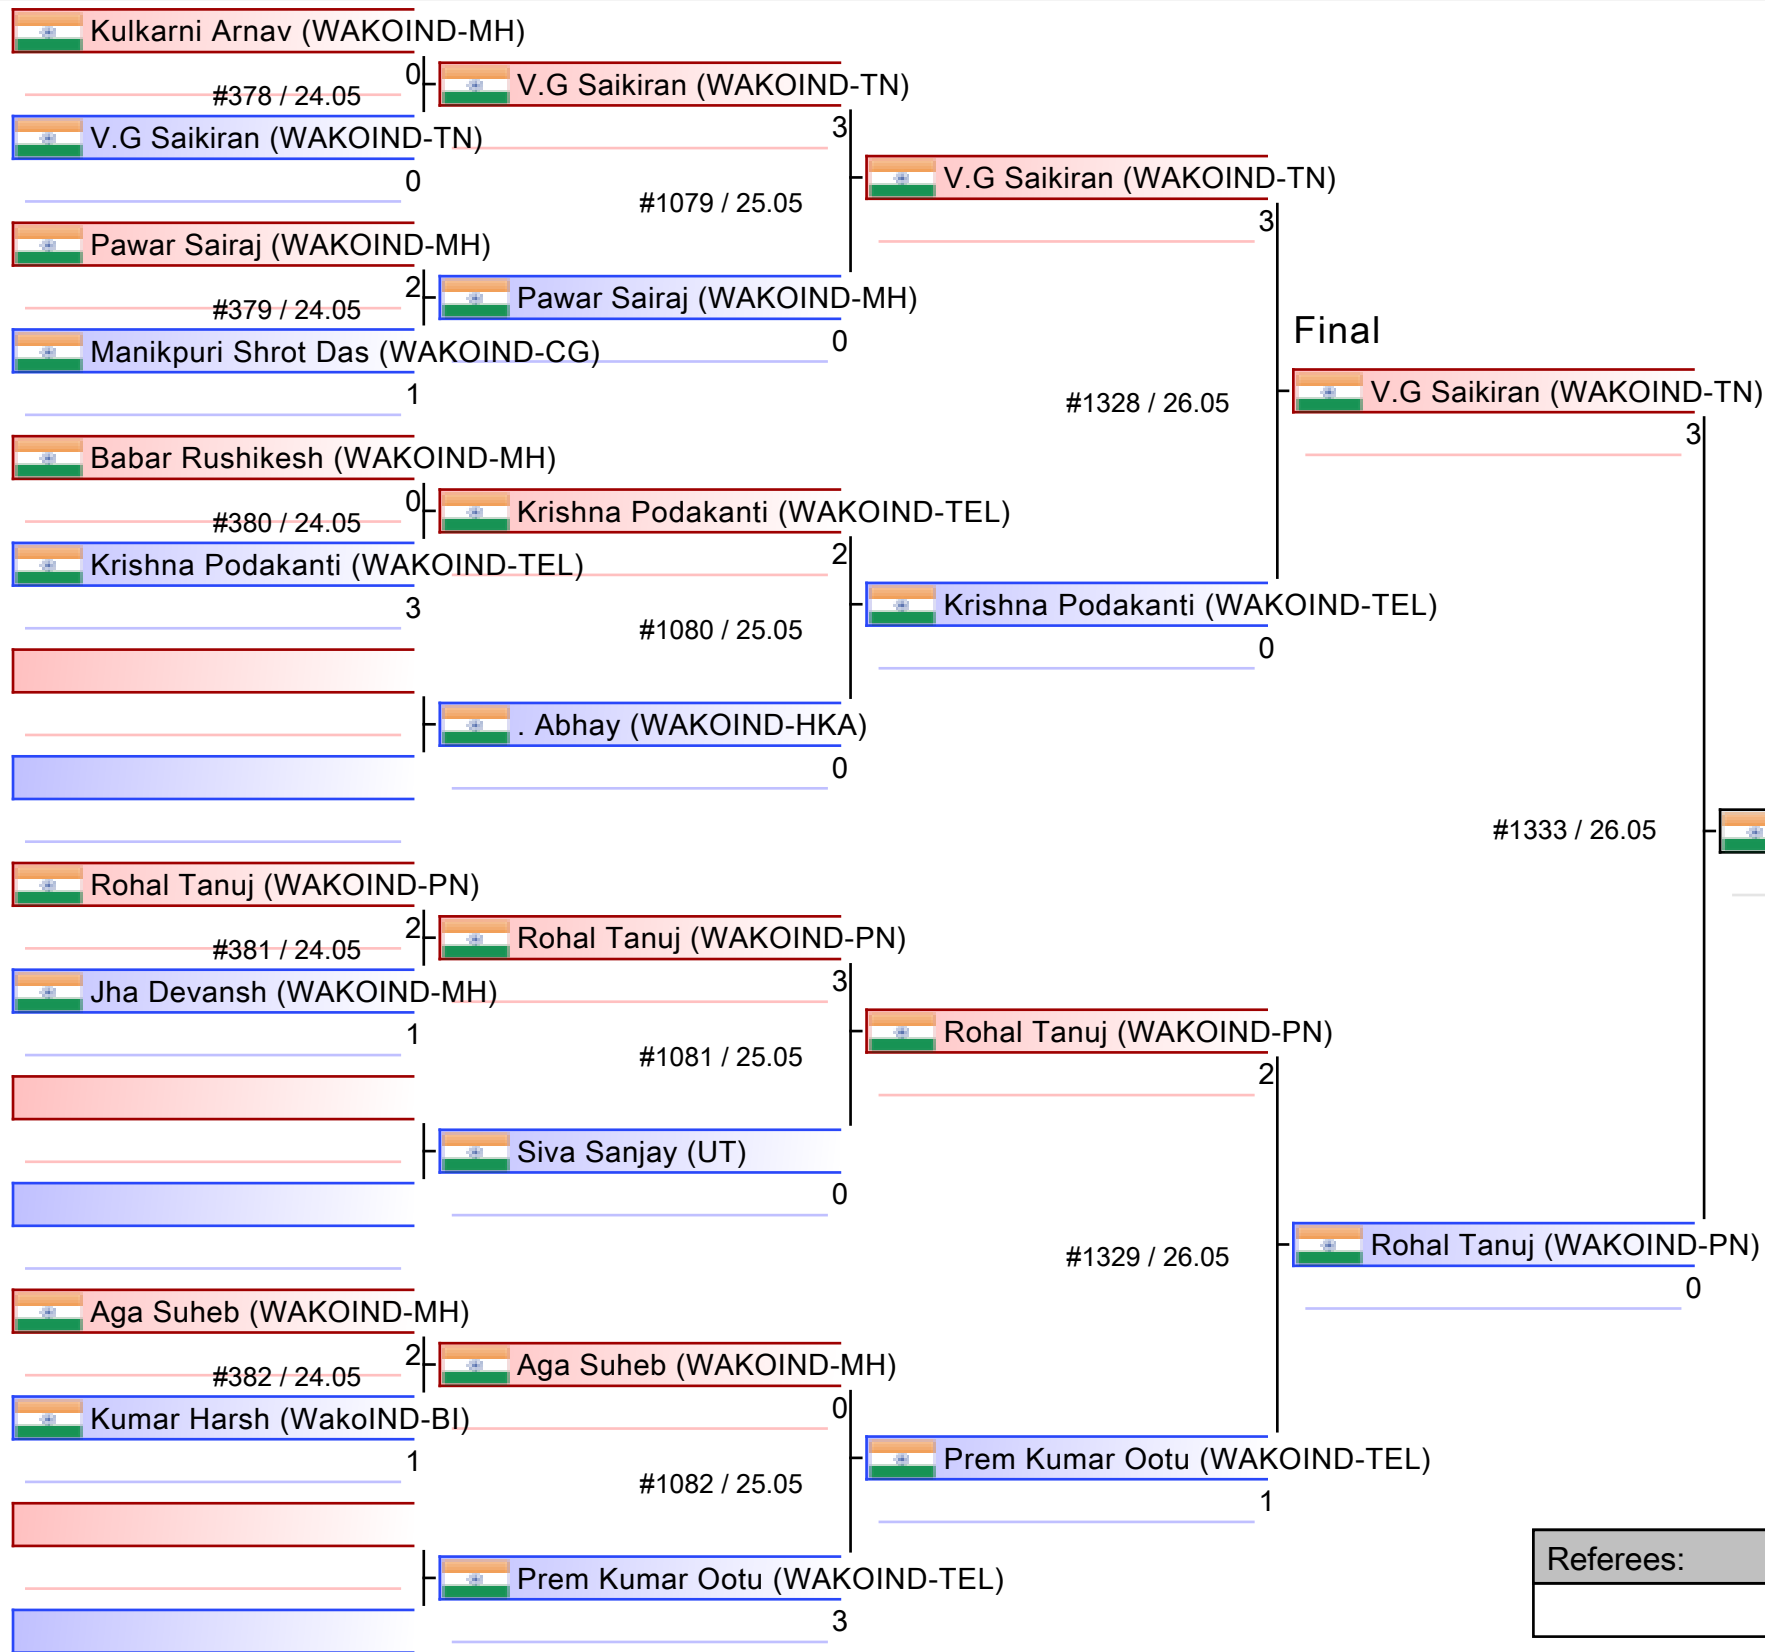 Kulkarni Arnav (WAKOIND-MH)
0
#378 / 24.05
V.G Saikiran (WAKOIND-TN)
0
Pawar Sairaj (WAKOIND-MH)
2
#379 / 24.05
Manikpuri Shrot Das (WAKOIND-CG)
1
Babar Rushikesh (WAKOIND-MH)
0
#380 / 24.05
Krishna Podakanti (WAKOIND-TEL)
3
Rohal Tanuj (WAKOIND-PN)
2
#381 / 24.05
Jha Devansh (WAKOIND-MH)
1
Aga Suheb (WAKOIND-MH)
2
#382 / 24.05
Kumar Harsh (WakoIND-BI)
1
V.G Saikiran (WAKOIND-TN)
3
#1079 / 25.05
Pawar Sairaj (WAKOIND-MH)
0
Krishna Podakanti (WAKOIND-TEL)
2
#1080 / 25.05
. Abhay (WAKOIND-HKA)
0
Rohal Tanuj (WAKOIND-PN)
3
#1081 / 25.05
Siva Sanjay (UT)
0
Aga Suheb (WAKOIND-MH)
0
#1082 / 25.05
Prem Kumar Ootu (WAKOIND-TEL)
3
V.G Saikiran (WAKOIND-TN)
3
#1328 / 26.05
Krishna Podakanti (WAKOIND-TEL)
0
Rohal Tanuj (WAKOIND-PN)
2
#1329 / 26.05
Prem Kumar Ootu (WAKOIND-TEL)
1
Final
V.G Saikiran (WAKOIND-TN)
3
#1333 / 26.05
Rohal Tanuj (WAKOIND-PN)
0
Referees: